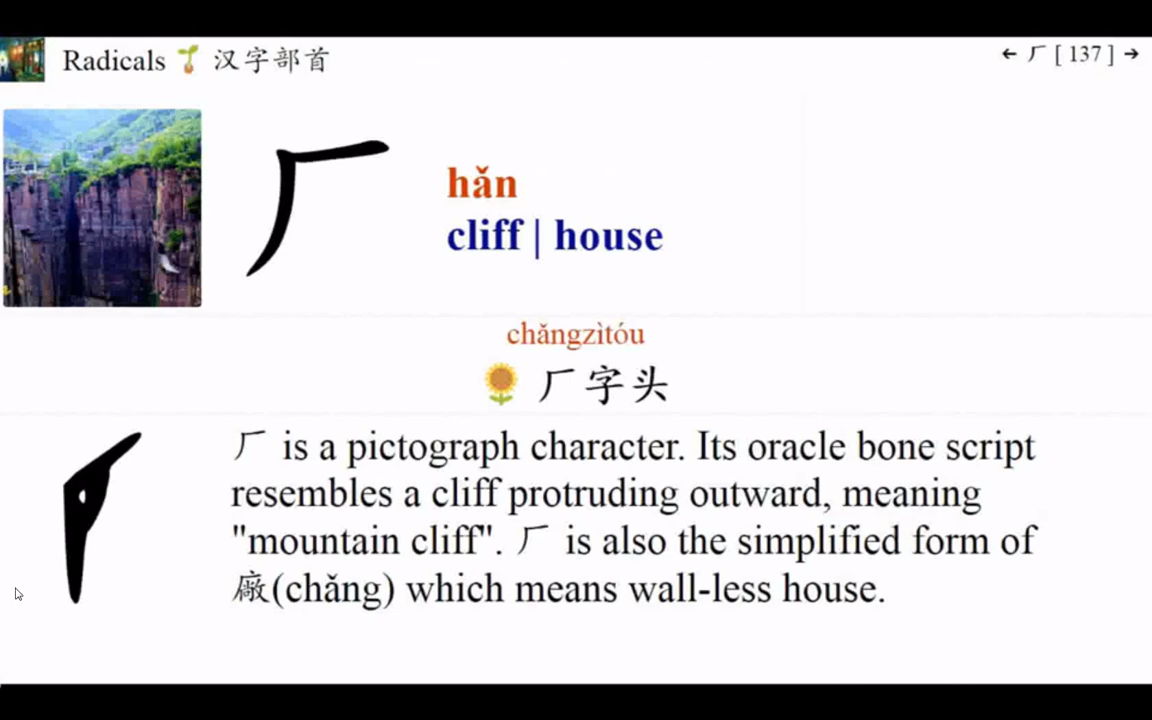 Radicals 🌱 汉字部首
← 厂 [ 137 ] →
厂
hǎn
cliff | house
chǎngzìtóu
🌻 厂字头
厂 is a pictograph character. Its oracle bone script
resembles a cliff protruding outward, meaning
"mountain cliff". 厂 is also the simplified form of
廠(chǎng) which means wall-less house.